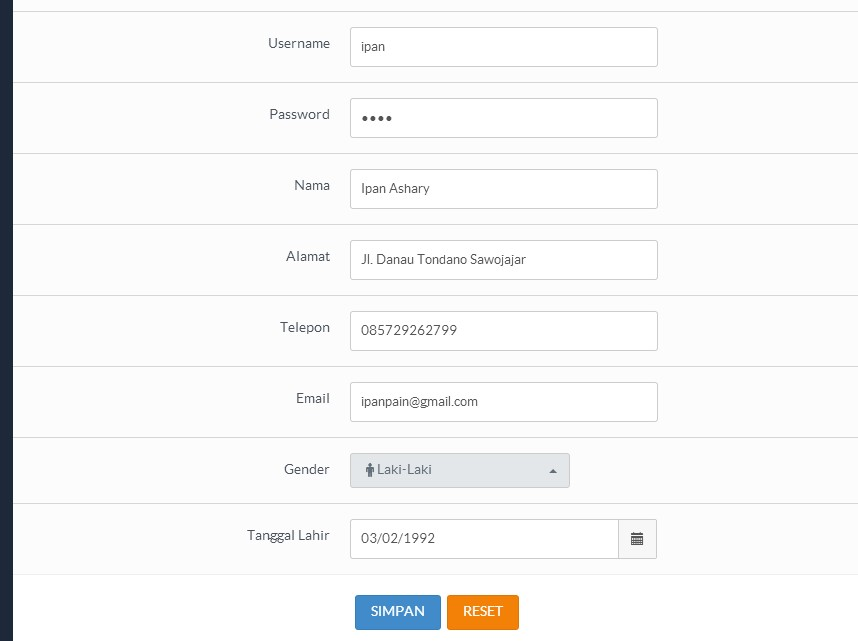 Username ipan
Password ••••
Nama Ipan Ashary
Alamat Jl. Danau Tondano Sawojajar
Telepon 085729262799
Email ipanpain@gmail.com
Gender Laki-Laki
Tanggal Lahir 03/02/1992
SIMPAN RESET